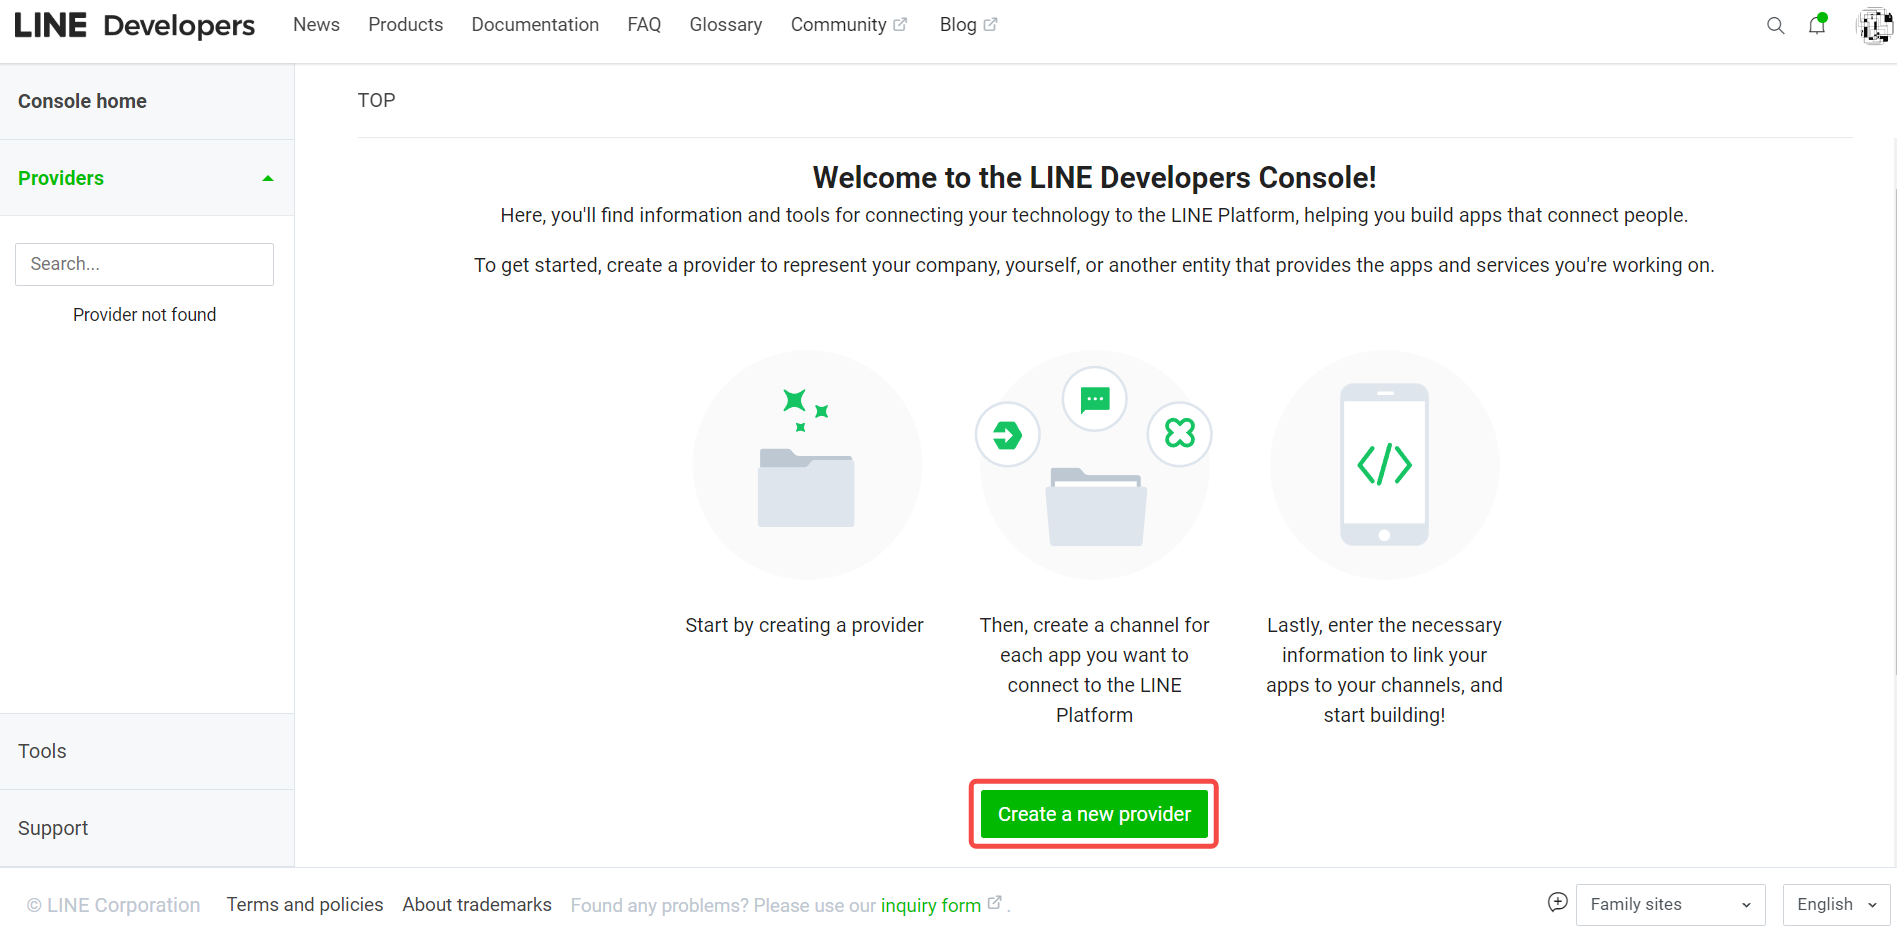 LINE Developers
News
Products
Documentation
FAQ
Glossary
Community
Blog
Console home
Providers
Search...
Provider not found
Tools
Support
TOP
Welcome to the LINE Developers Console!
Here, you'll find information and tools for connecting your technology to the LINE Platform, helping you build apps that connect people.
To get started, create a provider to represent your company, yourself, or another entity that provides the apps and services you're working on.
Start by creating a provider
Then, create a channel for
each app you want to
connect to the LINE
Platform
Lastly, enter the necessary
information to link your
apps to your channels, and
start building!
Create a new provider
© LINE Corporation
Terms and policies
About trademarks
Found any problems? Please use our inquiry form .
Family sites
English